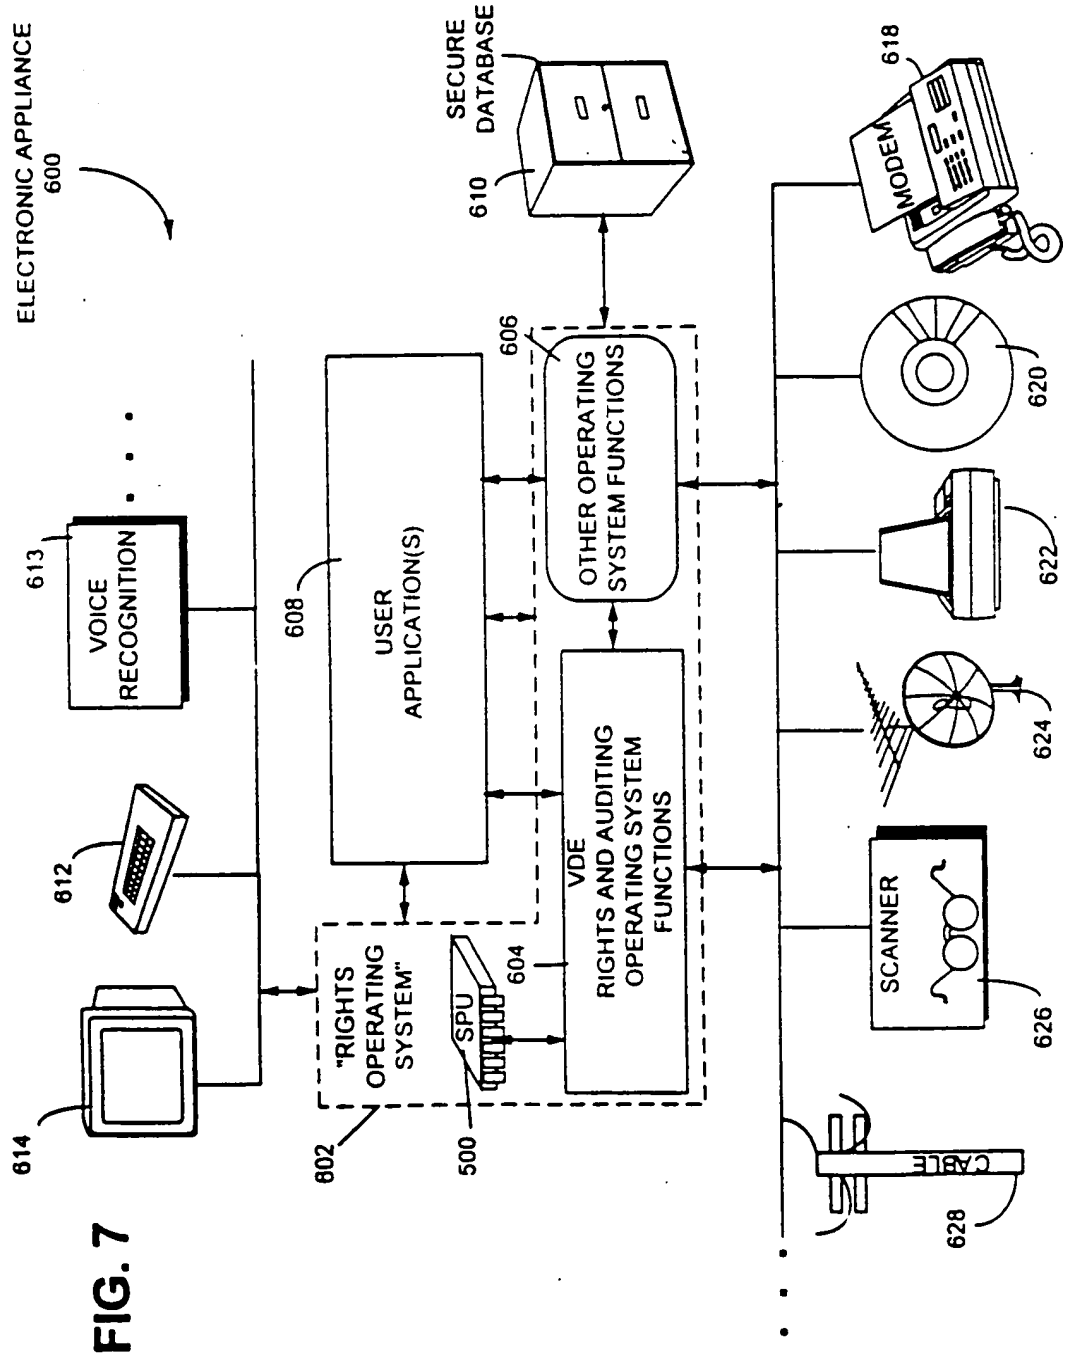 FIG. 7
ELECTRONIC APPLIANCE
600
614
612
613
VOICE
RECOGNITION
602
"RIGHTS
OPERATING
SYSTEM"
608
USER
APPLICATION(S)
500
SPU
604
VDE
RIGHTS AND AUDITING
OPERATING SYSTEM
FUNCTIONS
606
OTHER OPERATING
SYSTEM FUNCTIONS
610
SECURE
DATABASE
628
CABLE
626
SCANNER
624
622
620
618
MODEM